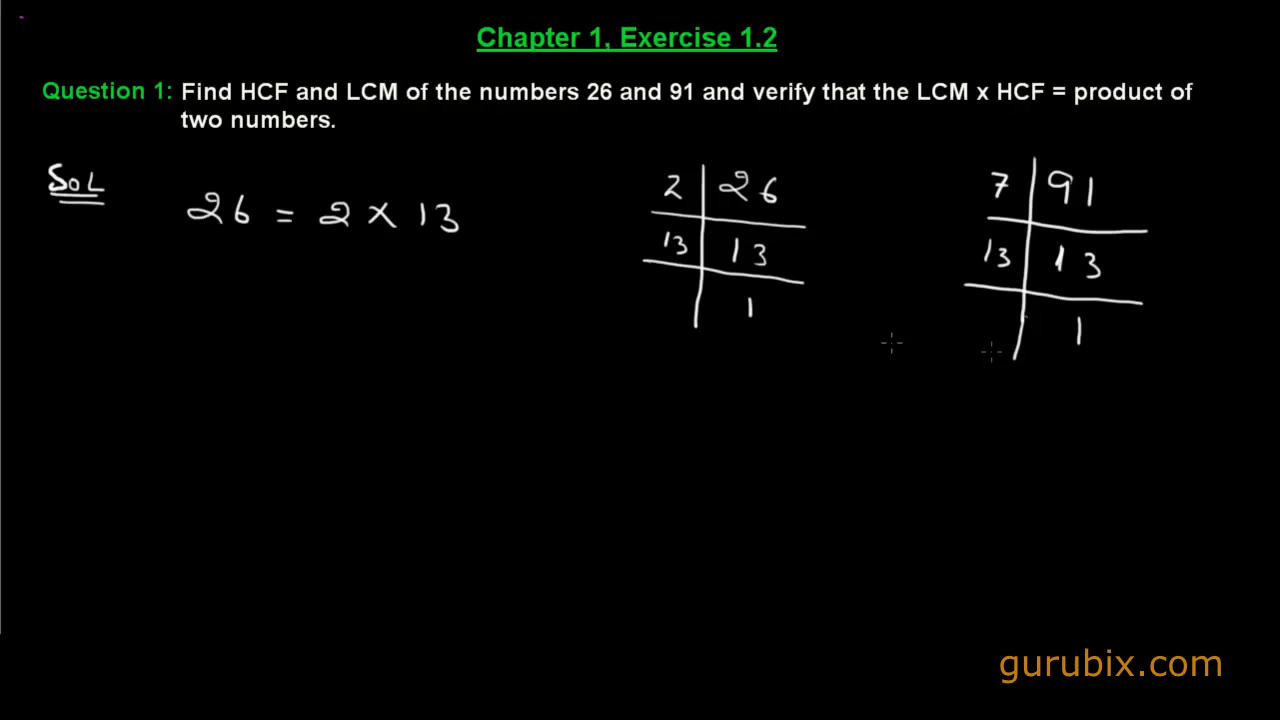 Chapter 1, Exercise 1.2
Question 1: Find HCF and LCM of the numbers 26 and 91 and verify that the LCM x HCF = product of
two numbers.
SOL
26 = 2 × 13
2 | 26
13 | 13
| 1
7 | 91
13 | 13
| 1
gurubix.com